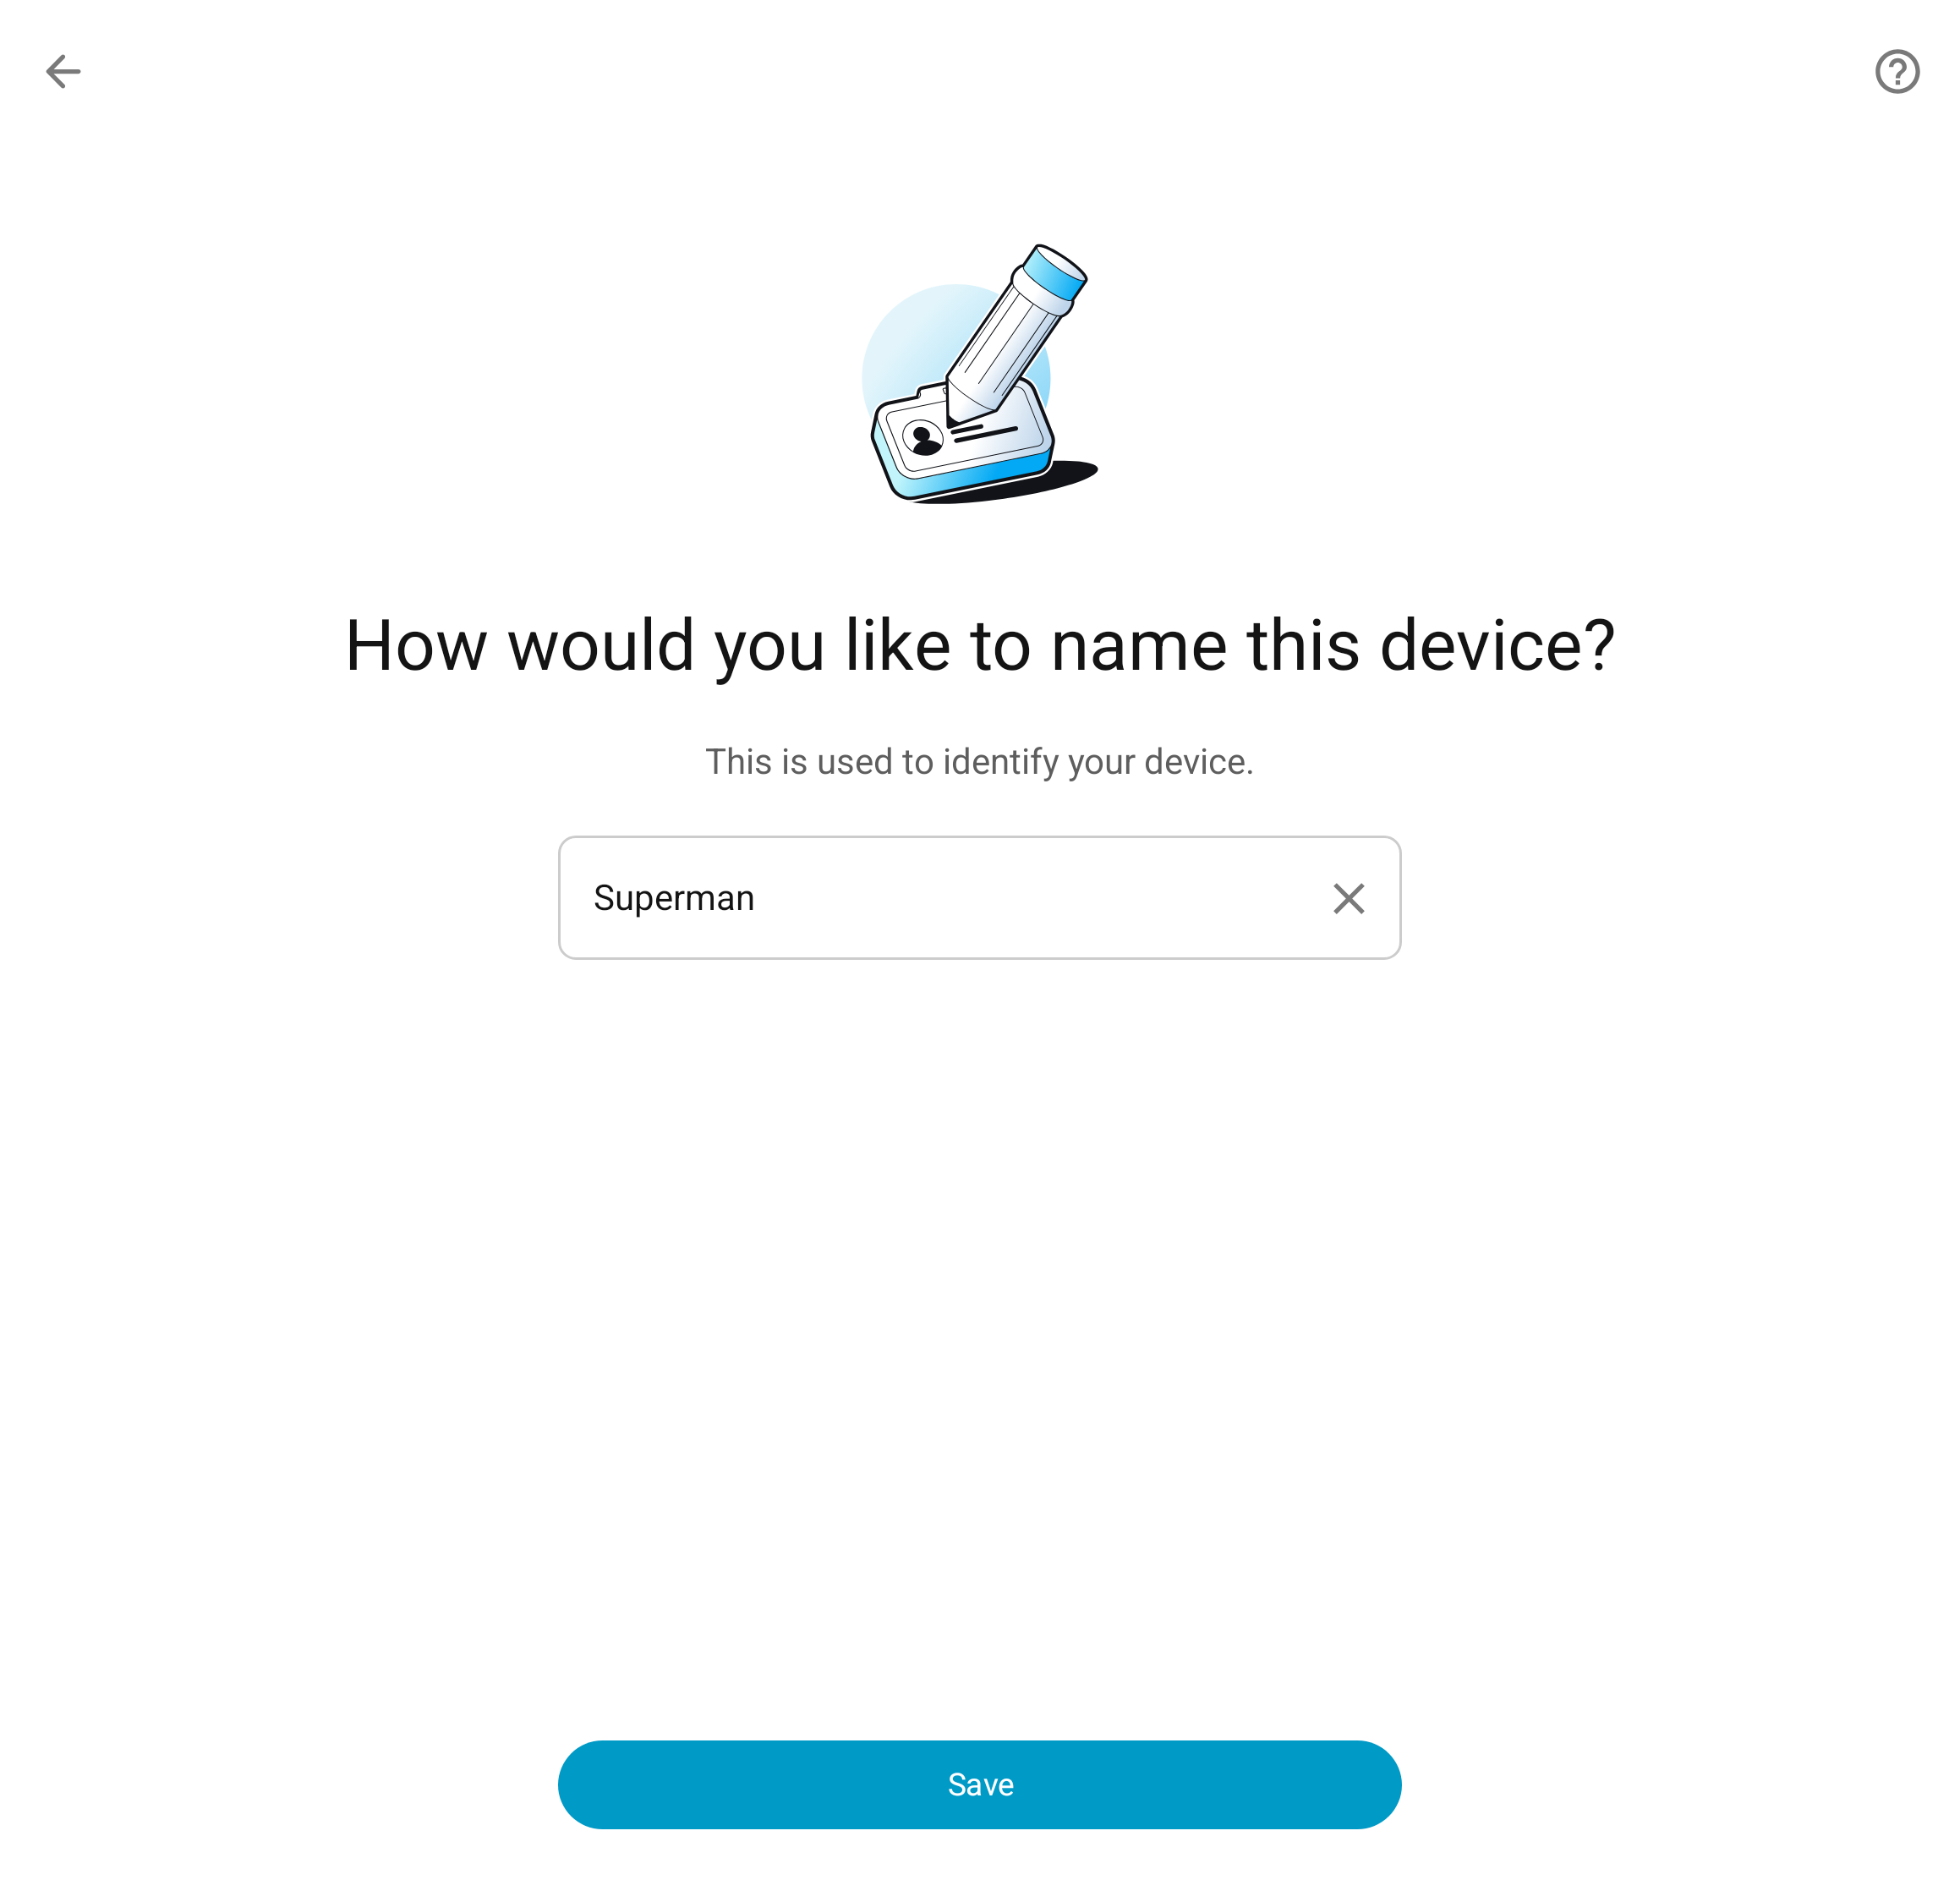 How would you like to name this device?
This is used to identify your device.
Superman
Save